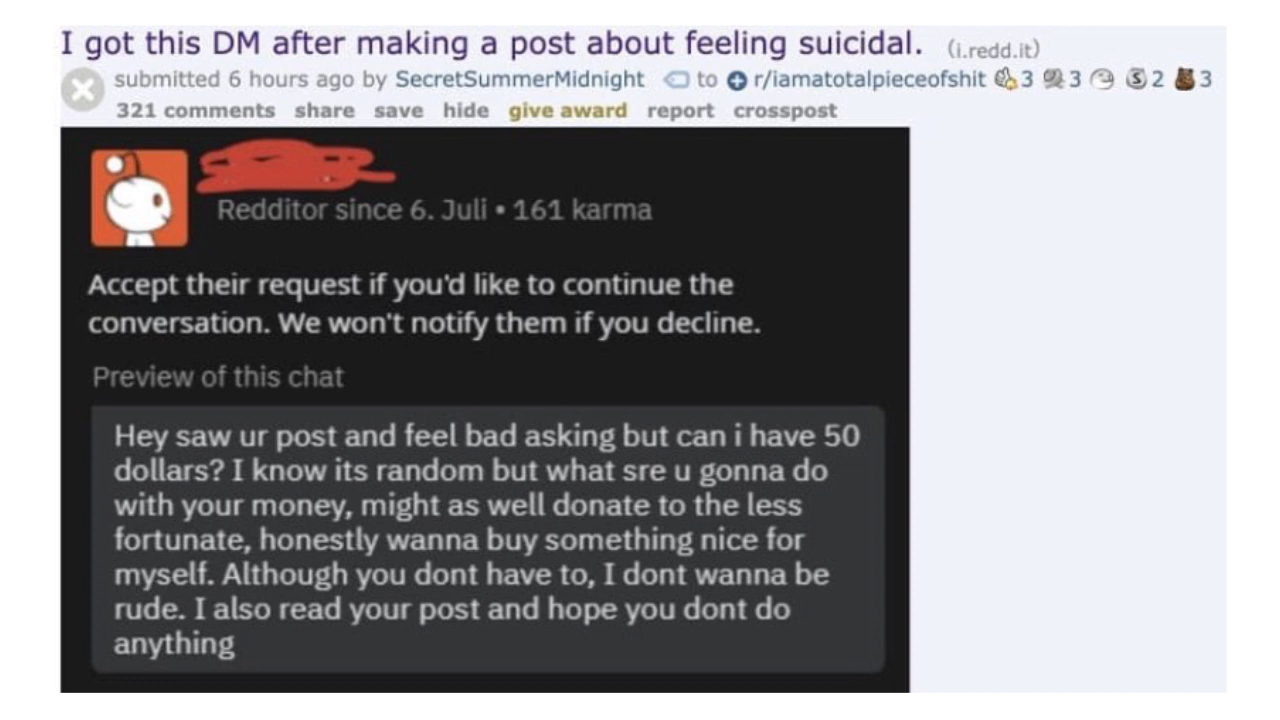 I got this DM after making a post about feeling suicidal. (i.redd.it)
submitted 6 hours ago by SecretSummerMidnight to r/iamatotalpieceofshit 3 3 2 3
321 comments share save hide give award report crosspost
Redditor since 6. Juli • 161 karma
Accept their request if you'd like to continue the
conversation. We won't notify them if you decline.
Preview of this chat
Hey saw ur post and feel bad asking but can i have 50
dollars? I know its random but what sre u gonna do
with your money, might as well donate to the less
fortunate, honestly wanna buy something nice for
myself. Although you dont have to, I dont wanna be
rude. I also read your post and hope you dont do
anything